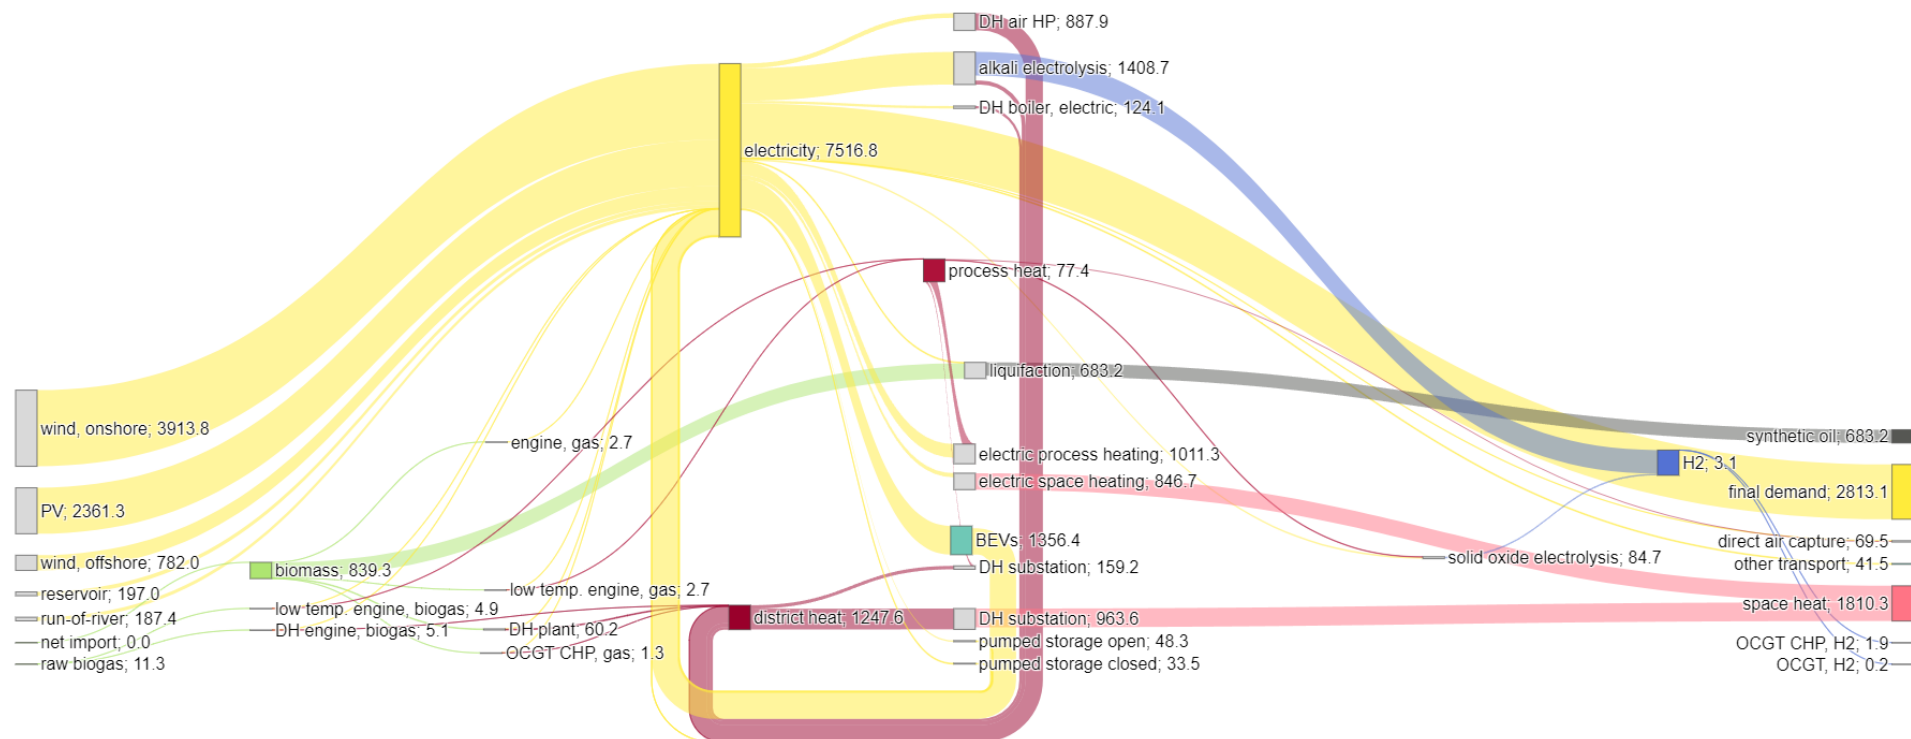 DH air HP; 887.9
alkali electrolysis; 1408.7
DH boiler, electric; 124.1
electricity; 7516.8
process heat; 77.4
liquifaction; 683.2
wind, onshore; 3913.8
engine, gas; 2.7
synthetic oil; 683.2
electric process heating; 1011.3
H2; 3.1
electric space heating; 846.7
final demand; 2813.1
PV; 2361.3
BEVs; 1356.4
direct air capture; 69.5
wind, offshore; 782.0
biomass; 839.3
solid oxide electrolysis; 84.7
other transport; 41.5
DH substation; 159.2
reservoir; 197.0
low temp. engine, gas; 2.7
low temp. engine, biogas; 4.9
space heat; 1810.3
run-of-river; 187.4
district heat; 1247.6
DH substation; 963.6
DH engine, biogas; 5.1
DH plant; 60.2
net import; 0.0
pumped storage open; 48.3
OCGT CHP, H2; 1.9
OCGT CHP, gas; 1.3
raw biogas; 11.3
pumped storage closed; 33.5
OCGT, H2; 0.2